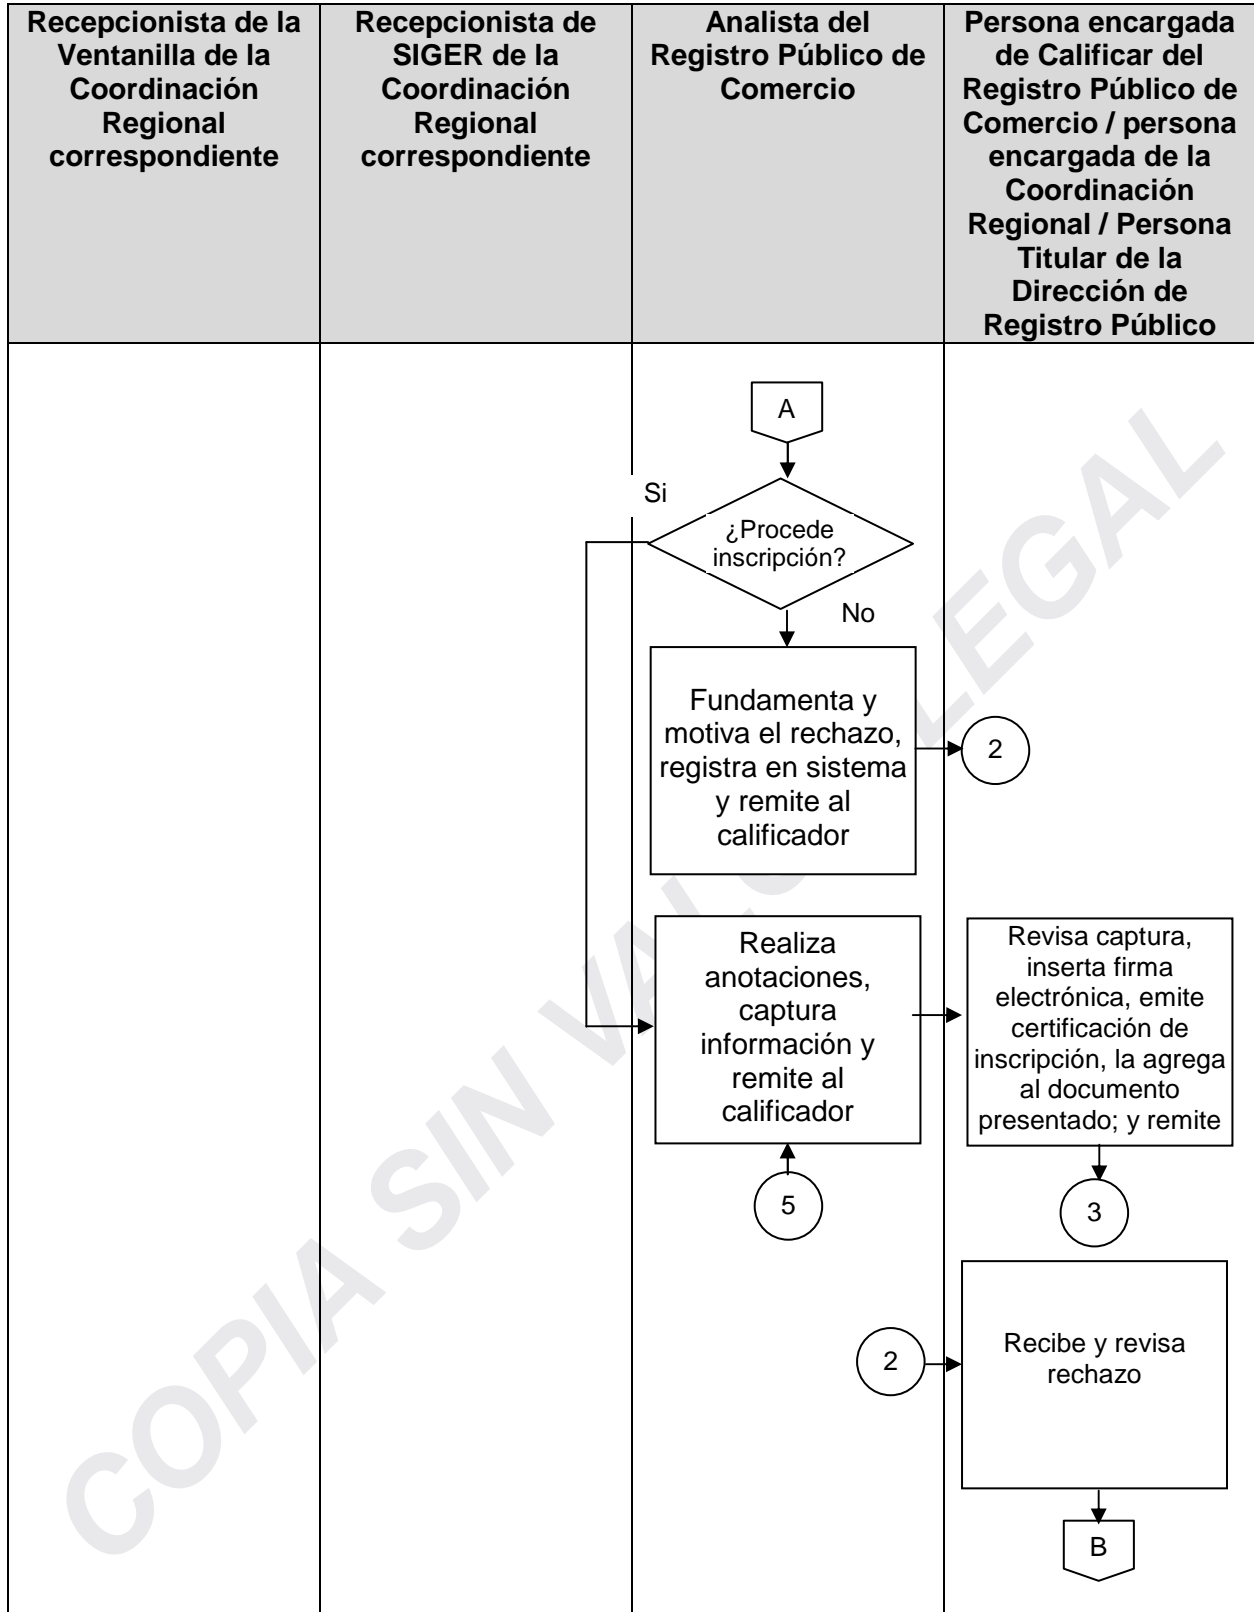 Recepcionista de la
Ventanilla de la
Coordinación
Regional
correspondiente
Recepcionista de
SIGER de la
Coordinación
Regional
correspondiente
Analista del
Registro Público de
Comercio
Persona encargada
de Calificar del
Registro Público de
Comercio / persona
encargada de la
Coordinación
Regional / Persona
Titular de la
Dirección de
Registro Público
A
Si
¿Procede
inscripción?
No
Fundamenta y
motiva el rechazo,
registra en sistema
y remite al
calificador
2
Realiza
anotaciones,
captura
información y
remite al
calificador
Revisa captura,
inserta firma
electrónica, emite
certificación de
inscripción, la agrega
al documento
presentado; y remite
5
3
2
Recibe y revisa
rechazo
B
COPIA SIN VALOR LEGAL